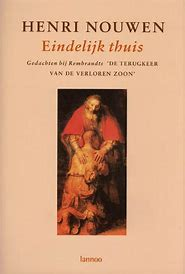 HENRI NOUWEN
Eindelijk thuis
Gedachten bij Rembrandts 'DE TERUGKEER
VAN DE VERLOREN ZOON'
lannoo